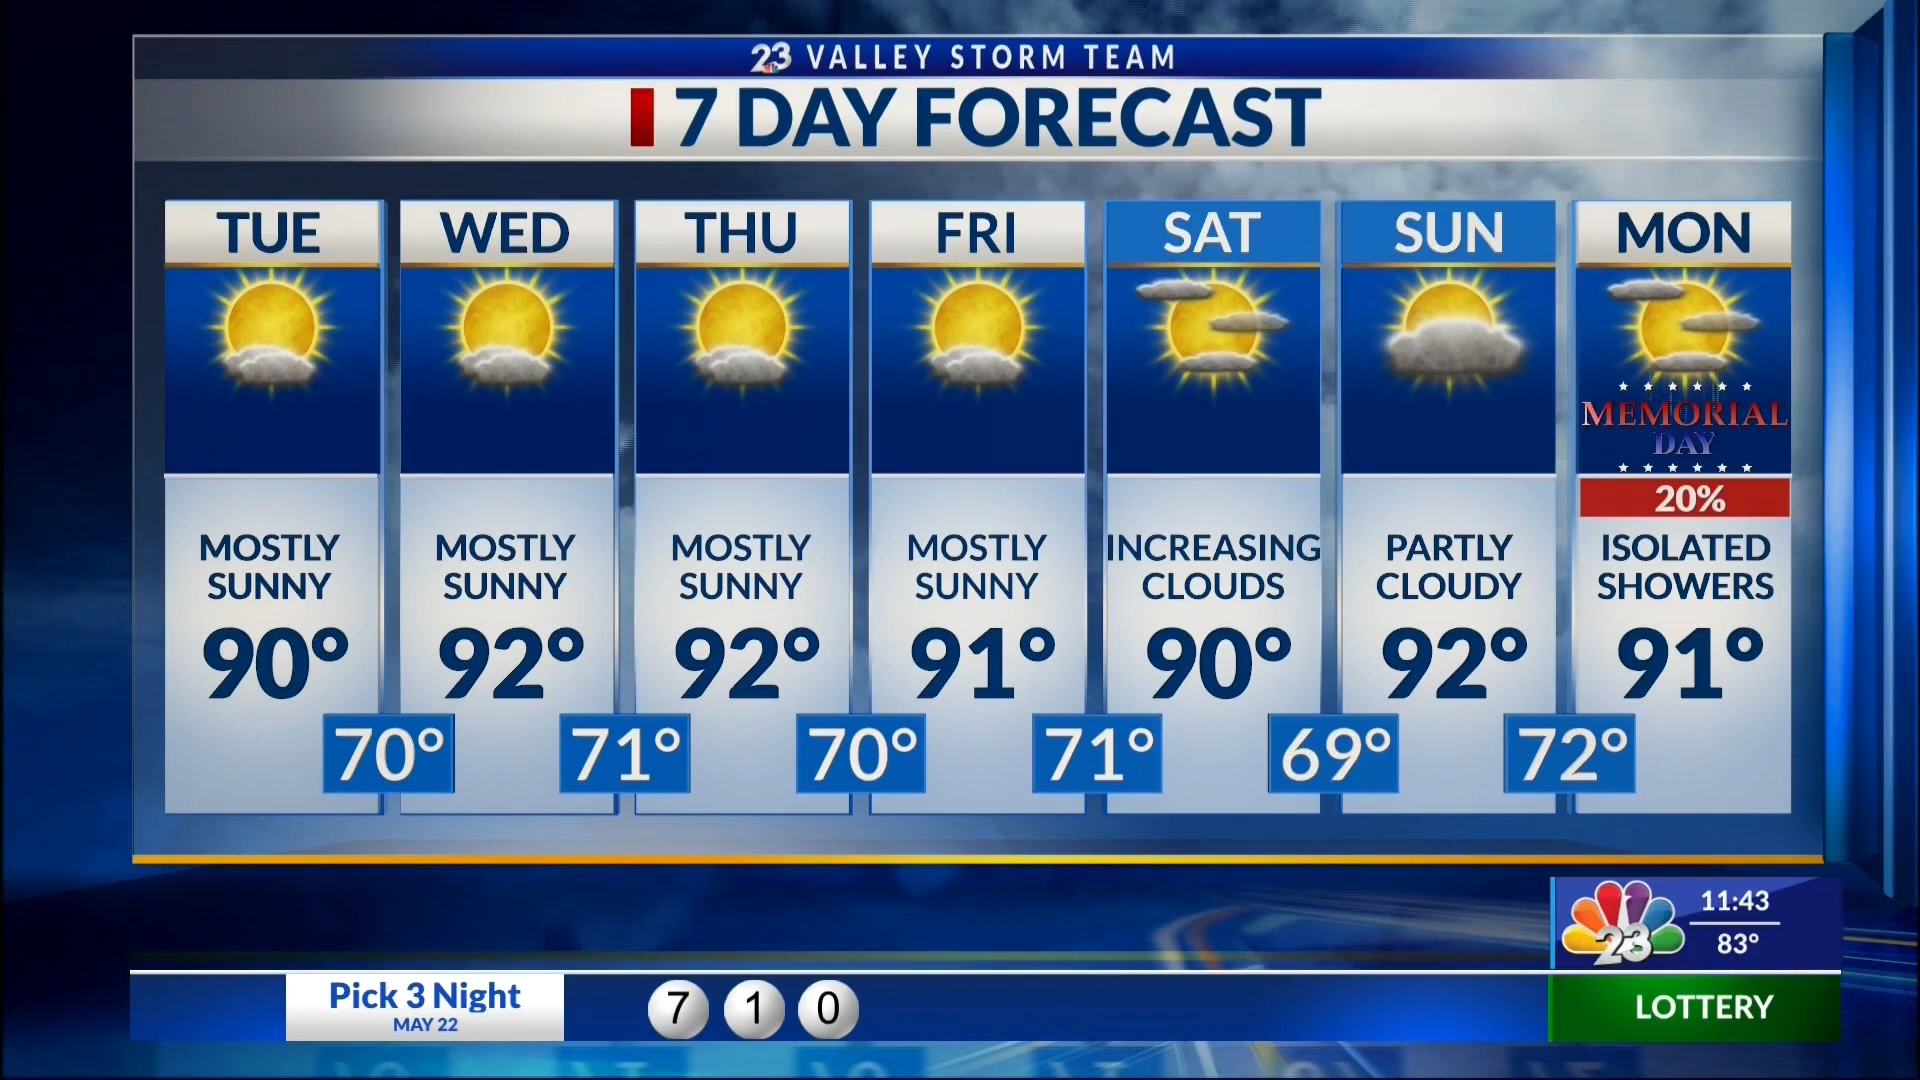 23 VALLEY STORM TEAM
7 DAY FORECAST
TUE WED THU FRI SAT SUN MON
MEMORIAL
DAY
20%
MOSTLY SUNNY
MOSTLY SUNNY
MOSTLY SUNNY
MOSTLY SUNNY
INCREASING CLOUDS
PARTLY CLOUDY
ISOLATED SHOWERS
90° 92° 92° 91° 90° 92° 91°
70° 71° 70° 71° 69° 72°
23
11:43
83°
Pick 3 Night
MAY 22
7 1 0
LOTTERY